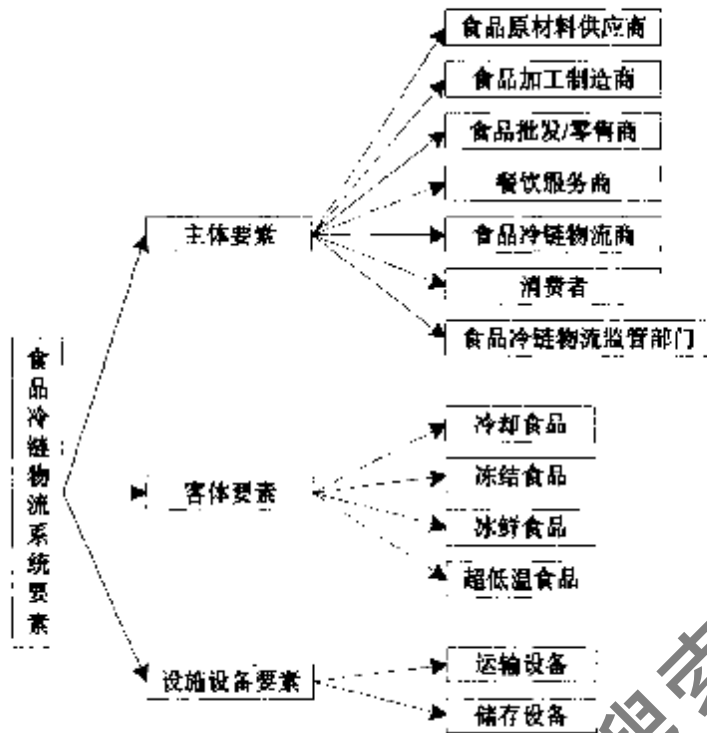 食品冷链物流系统要素
主体要素
食品原材料供应商
食品加工制造商
食品批发/零售商
餐饮服务商
食品冷链物流商
消费者
食品冷链物流监管部门
客体要素
冷却食品
冻结食品
冰鲜食品
超低温食品
设施设备要素
运输设备
储存设备
搜索